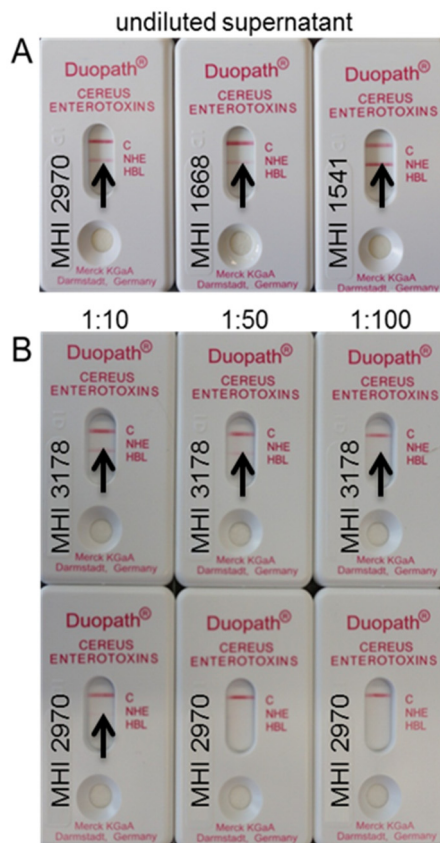 undiluted supernatant
A
Duopath®
CEREUS
ENTEROTOXINS
C
NHE
HBL
MHI 2970
Merck KGaA
Darmstadt, Germany
Duopath®
CEREUS
ENTEROTOXINS
C
NHE
HBL
MHI 1668
Merck KGaA
Darmstadt, Germany
Duopath®
CEREUS
ENTEROTOXINS
C
NHE
HBL
MHI 1541
Merck KGaA
Darmstadt, Germany
1:10
1:50
1:100
B
Duopath®
CEREUS
ENTEROTOXINS
C
NHE
HBL
MHI 3178
Merck KGaA
Darmstadt, Germany
Duopath®
CEREUS
ENTEROTOXINS
C
NHE
HBL
MHI 3178
Merck KGaA
Darmstadt, Germany
Duopath®
CEREUS
ENTEROTOXINS
C
NHE
HBL
MHI 3178
Merck KGaA
Darmstadt, Germany
Duopath®
CEREUS
ENTEROTOXINS
C
NHE
HBL
MHI 2970
Merck KGaA
Darmstadt, Germany
Duopath®
CEREUS
ENTEROTOXINS
C
NHE
HBL
MHI 2970
Merck KGaA
Darmstadt, Germany
Duopath®
CEREUS
ENTEROTOXINS
C
NHE
HBL
MHI 2970
Merck KGaA
Darmstadt, Germany